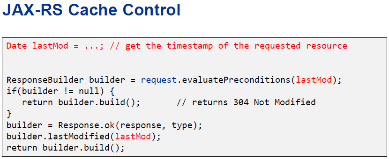 JAX-RS Cache Control
Date lastMod = ...; // get the timestamp of the requested resource
ResponseBuilder builder = request.evaluatePreconditions(lastMod);
if(builder != null) {
return builder.build(); // returns 304 Not Modified
}
builder = Response.ok(response, type);
builder.lastModified(lastMod);
return builder.build();